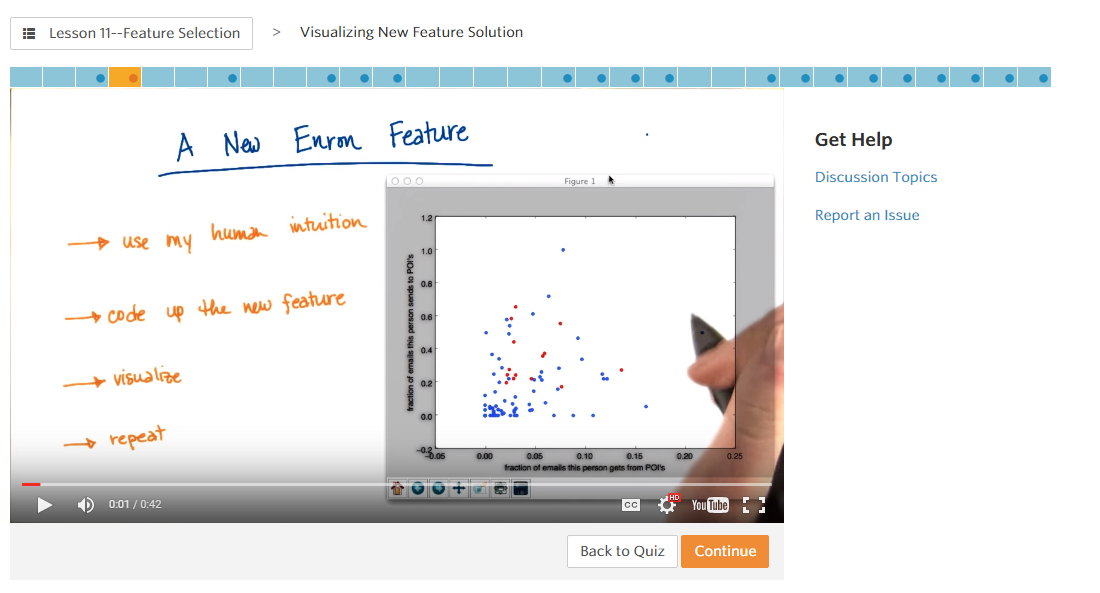 Lesson 11--Feature Selection > Visualizing New Feature Solution
A New Enron Feature
→ use my human intuition
→ code up the new feature
→ visualize
→ repeat
Figure 1
fraction of emails this person sends to POI's
1.2
1.0
0.8
0.6
0.4
0.2
0.0
-0.2
-0.05 0.00 0.05 0.10 0.15 0.20 0.25
fraction of emails this person gets from POI's
0:01 / 0:42
CC
HD
YouTube
Back to Quiz
Continue
Get Help
Discussion Topics
Report an Issue